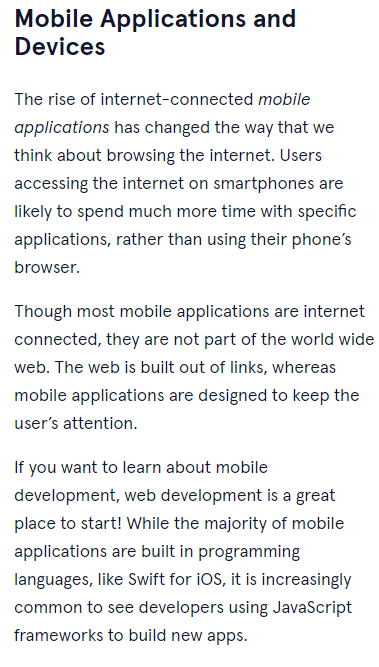 Mobile Applications and
Devices
The rise of internet-connected mobile
applications has changed the way that we
think about browsing the internet. Users
accessing the internet on smartphones are
likely to spend much more time with specific
applications, rather than using their phone’s
browser.
Though most mobile applications are internet
connected, they are not part of the world wide
web. The web is built out of links, whereas
mobile applications are designed to keep the
user’s attention.
If you want to learn about mobile
development, web development is a great
place to start! While the majority of mobile
applications are built in programming
languages, like Swift for iOS, it is increasingly
common to see developers using JavaScript
frameworks to build new apps.